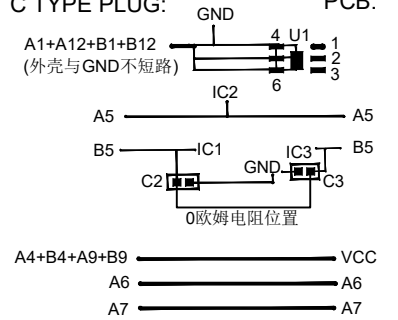 C TYPE PLUG:
PCB:
GND
A1+A12+B1+B12
4 U1
1
2
(外壳与GND不短路)
3
6
IC2
A5
A5
B5
IC1
IC3
B5
GND
C2
C3
0欧姆电阻位置
A4+B4+A9+B9
VCC
A6
A6
A7
A7